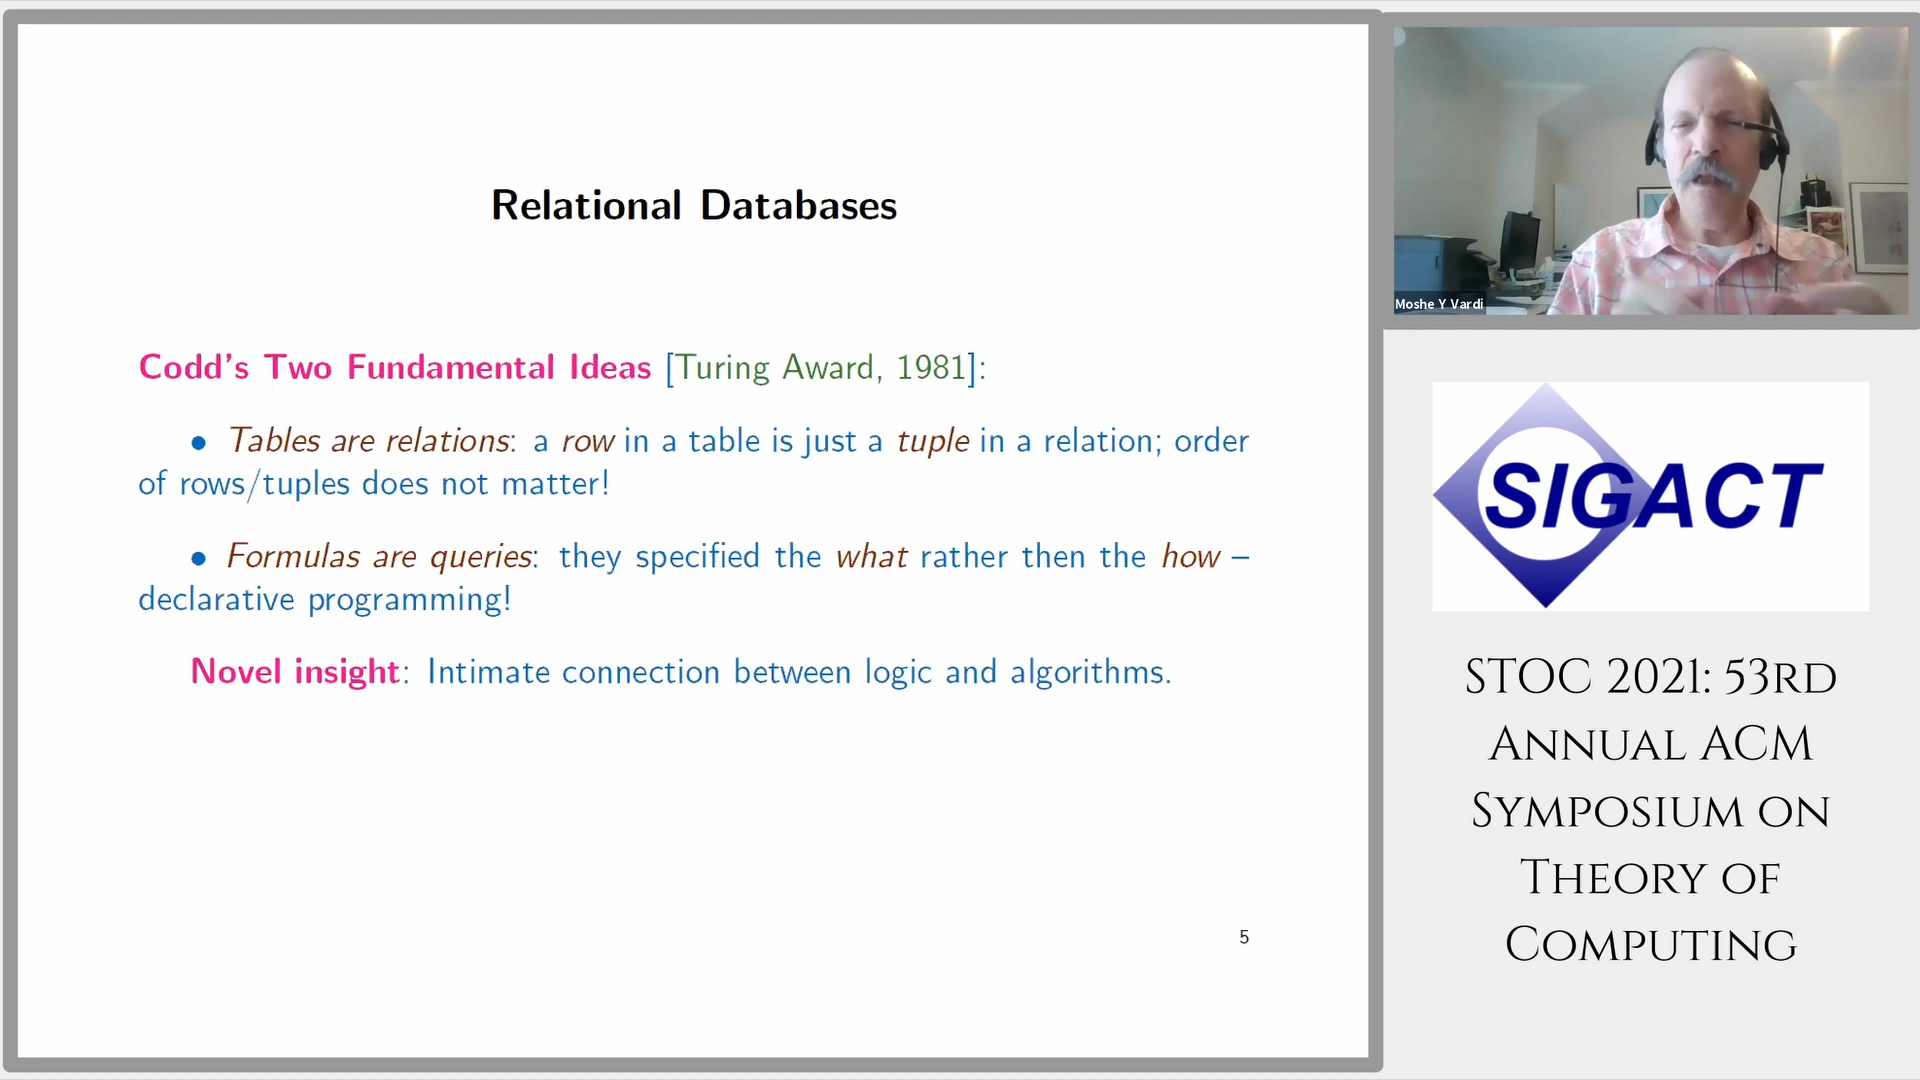 Relational Databases
Codd's Two Fundamental Ideas [Turing Award, 1981]:
• Tables are relations: a row in a table is just a tuple in a relation; order
of rows/tuples does not matter!
• Formulas are queries: they specified the what rather then the how –
declarative programming!
Novel insight: Intimate connection between logic and algorithms.
5
Moshe Y Vardi
SIGACT
STOC 2021: 53rd
Annual ACM
Symposium on
Theory of
Computing